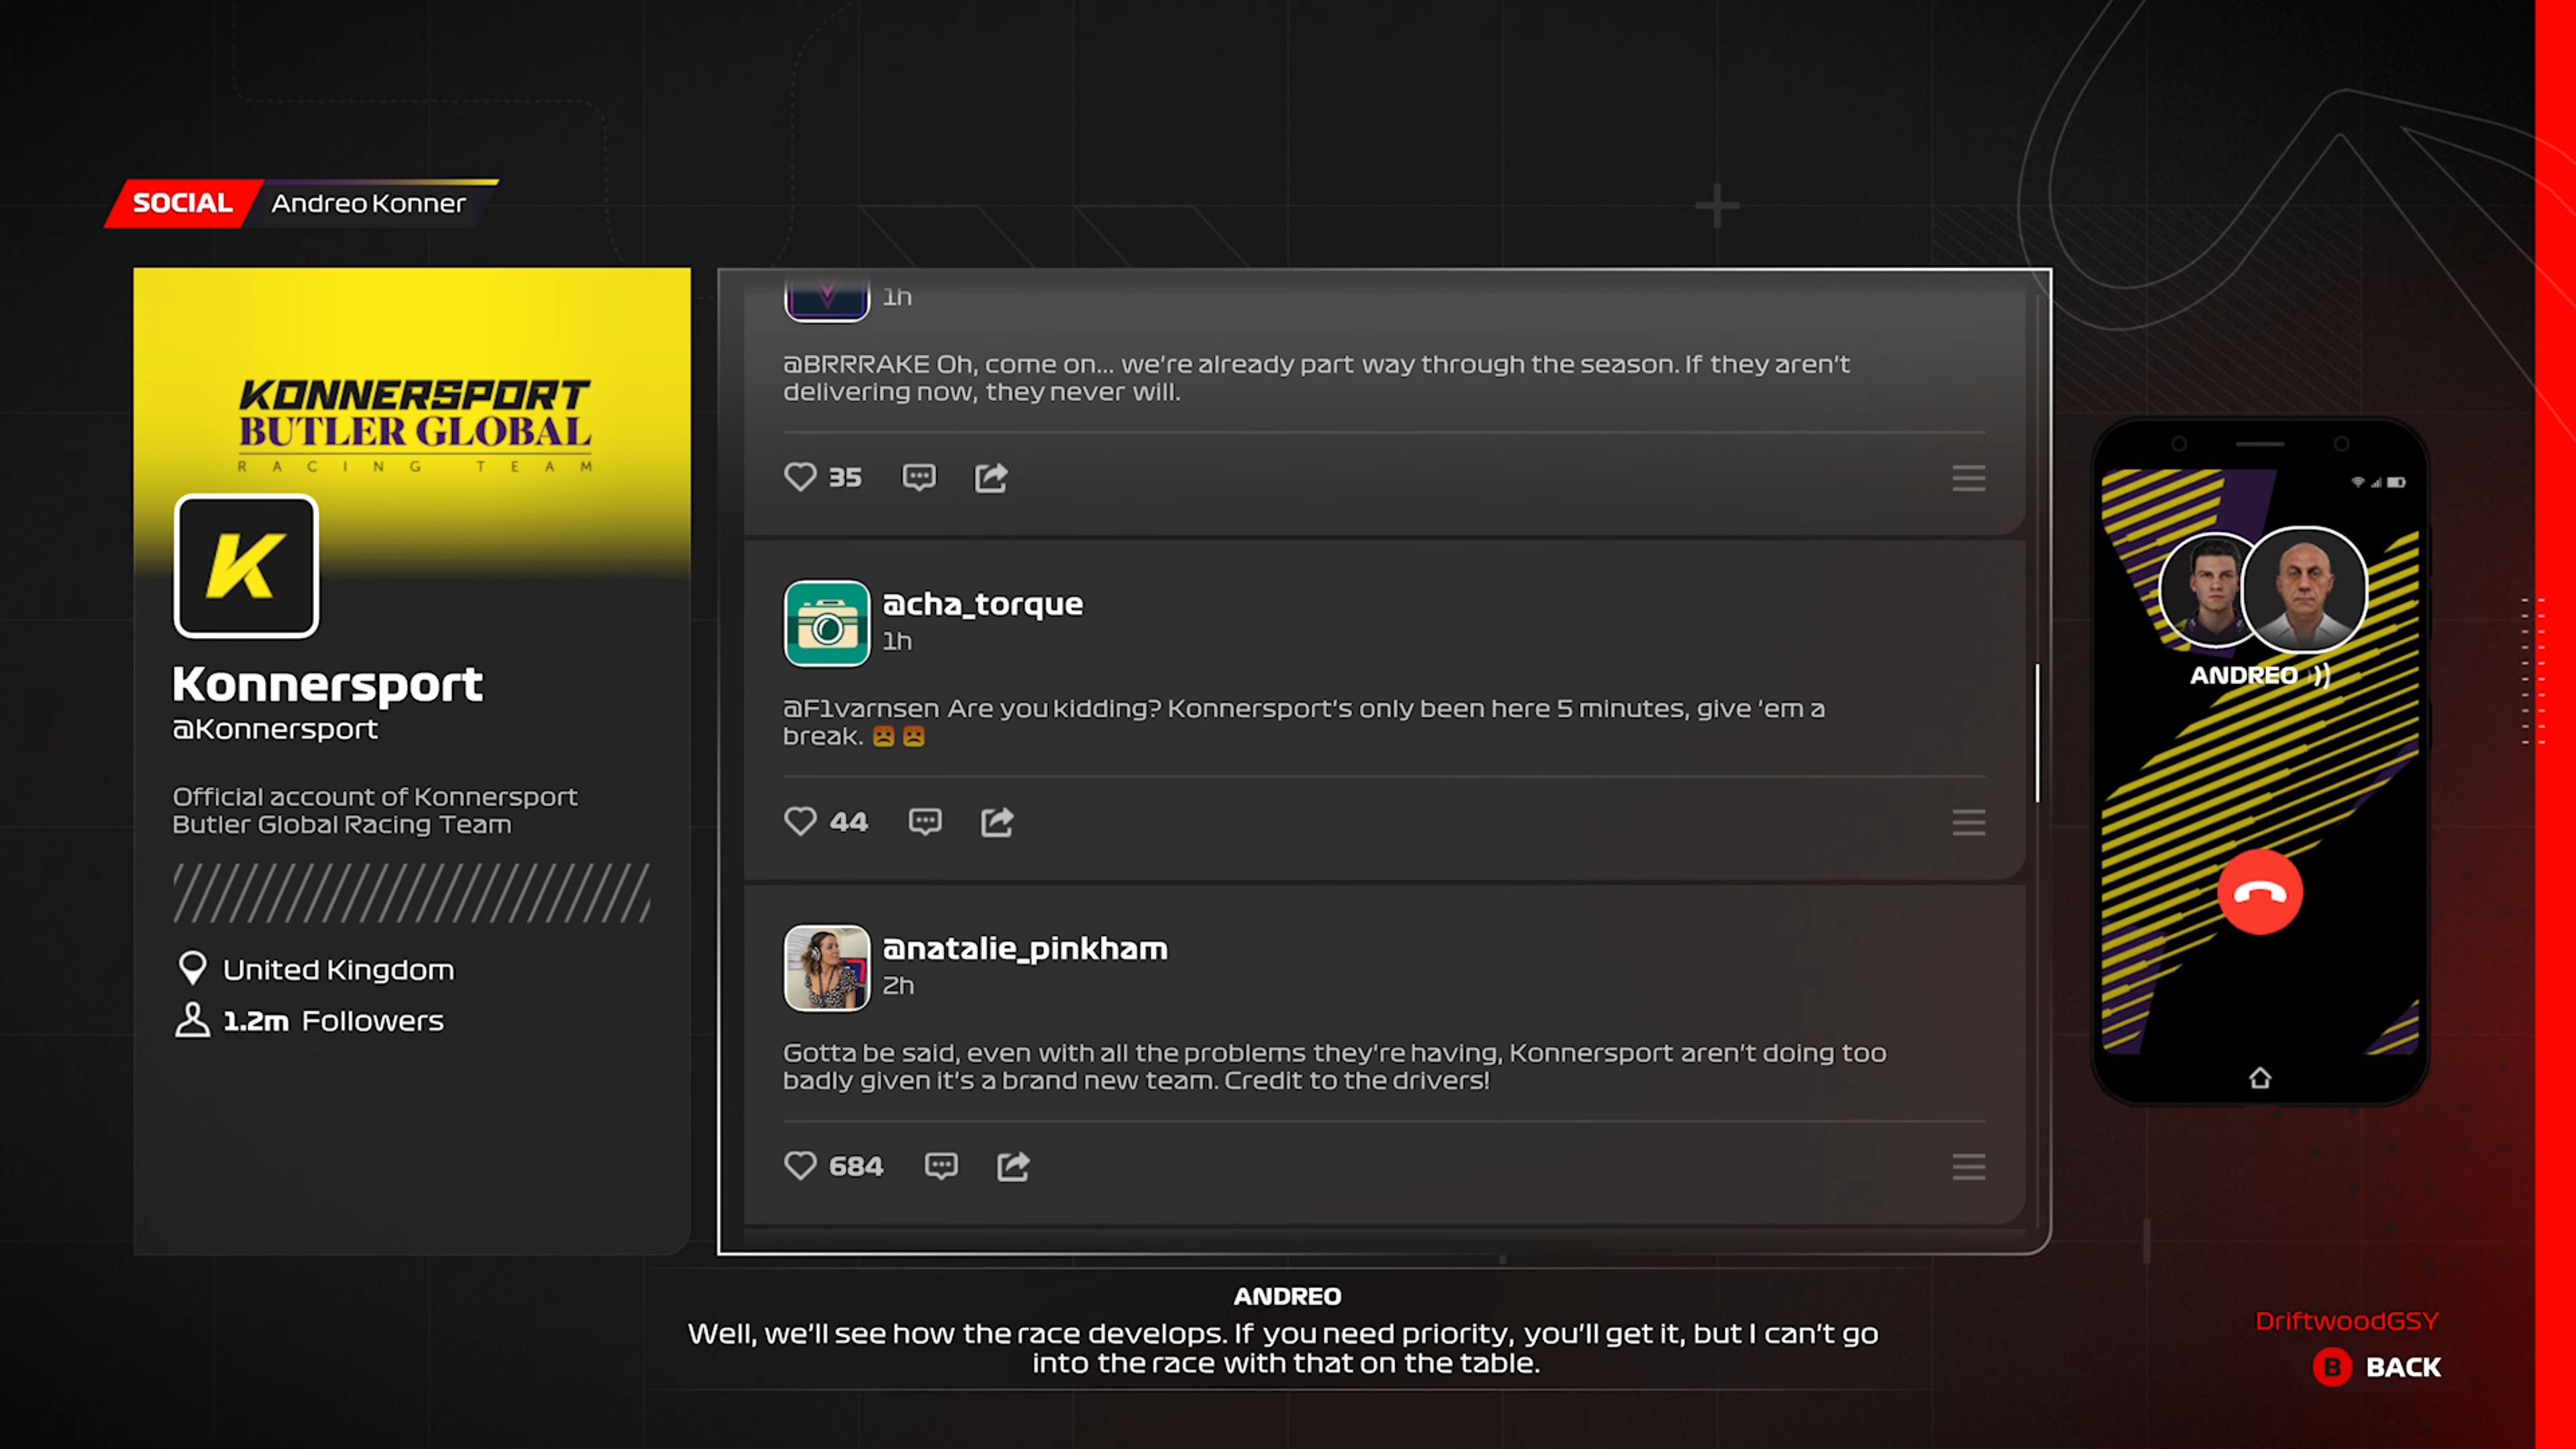 SOCIAL Andreo Konner
KONNERSPORT
BUTLER GLOBAL
RACING TEAM
K
Konnersport
@Konnersport
Official account of Konnersport
Butler Global Racing Team
United Kingdom
1.2m Followers
1h
@BRRRAKE Oh, come on... we're already part way through the season. If they aren't
delivering now, they never will.
35
@cha_torque
1h
@F1varnsen Are you kidding? Konnersport's only been here 5 minutes, give 'em a
break. 😡 😡
44
@natalie_pinkham
2h
Gotta be said, even with all the problems they're having, Konnersport aren't doing too
badly given it's a brand new team. Credit to the drivers!
684
ANDREO
ANDREO
Well, we'll see how the race develops. If you need priority, you'll get it, but I can't go
into the race with that on the table.
DriftwoodGSY
B BACK